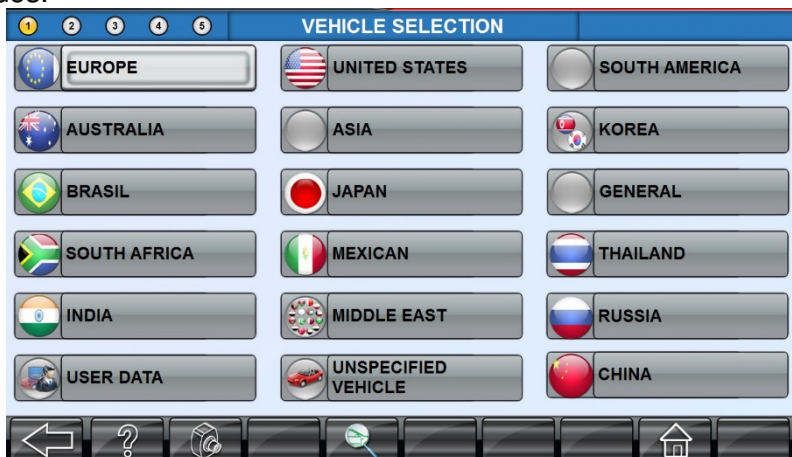 1 2 3 4 5 VEHICLE SELECTION
EUROPE UNITED STATES SOUTH AMERICA
AUSTRALIA ASIA KOREA
BRASIL JAPAN GENERAL
SOUTH AFRICA MEXICAN THAILAND
INDIA MIDDLE EAST RUSSIA
USER DATA UNSPECIFIED
VEHICLE CHINA
?